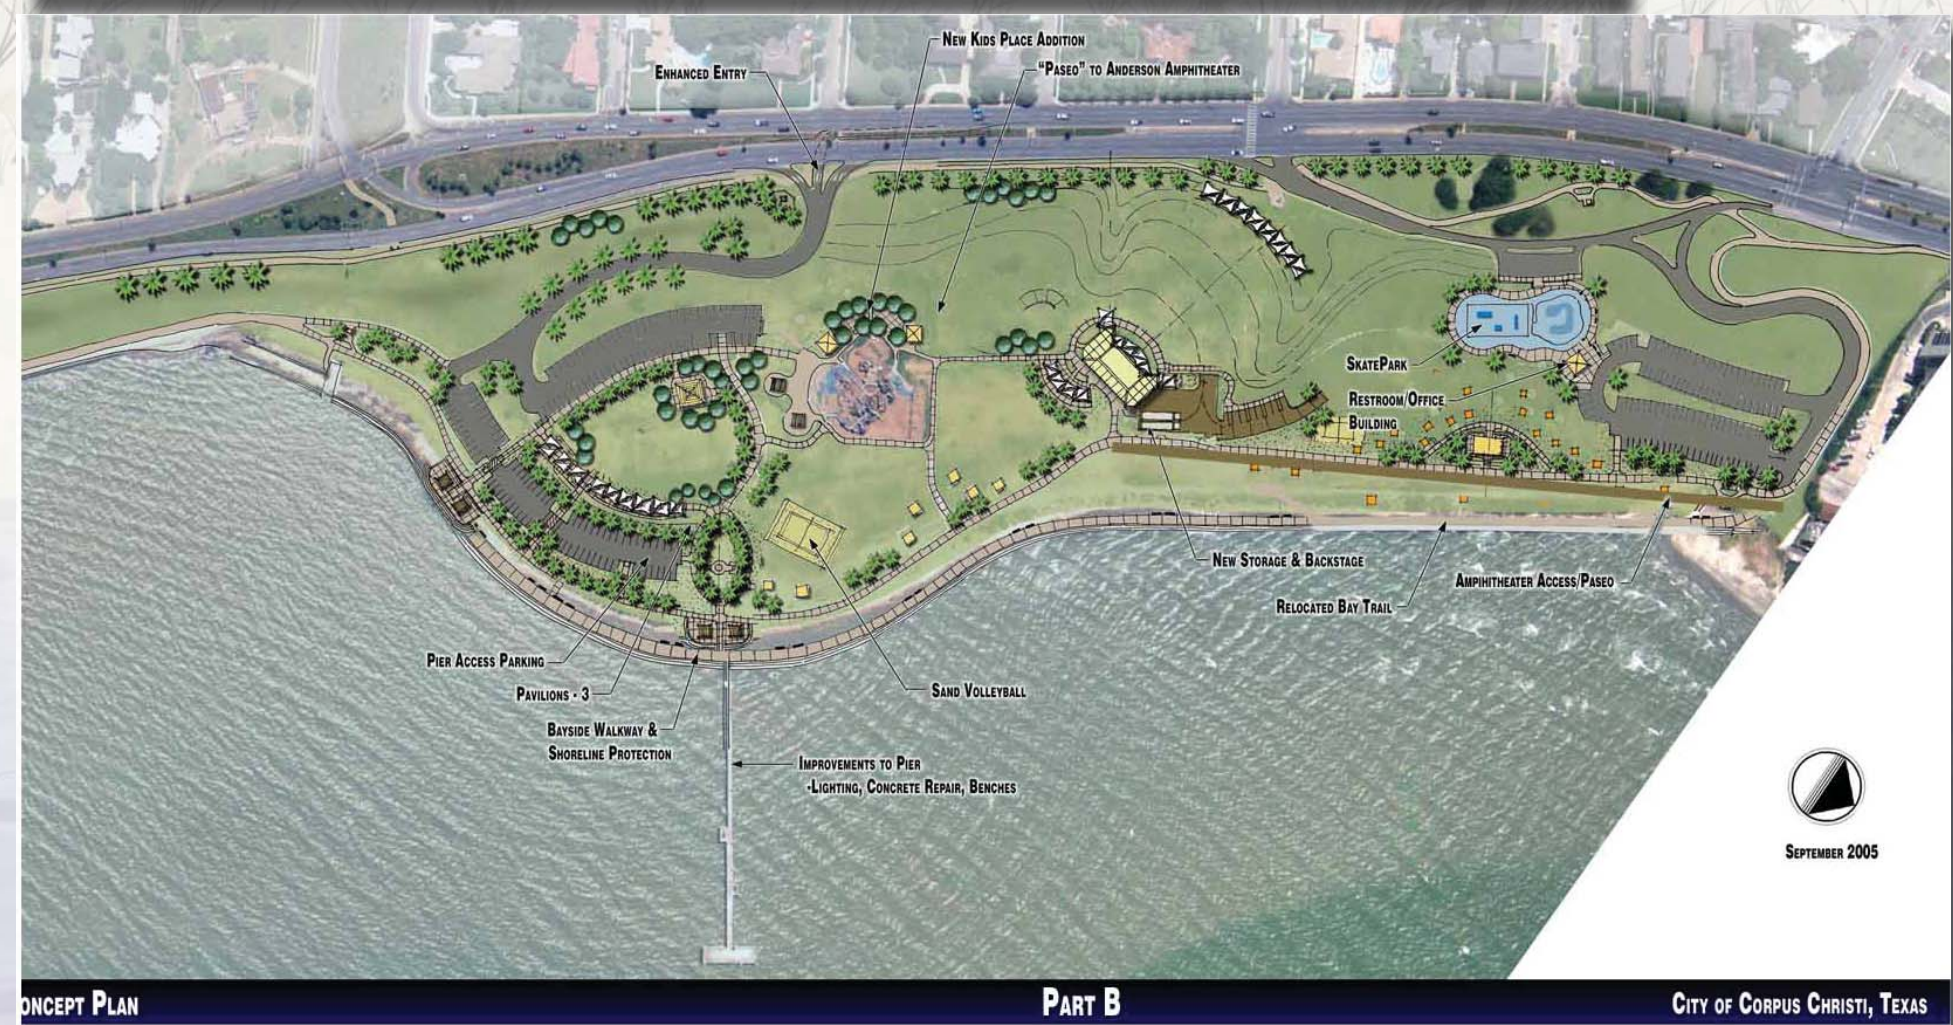 New Kids Place Addition
Enhanced Entry
"Paseo" to Anderson Amphitheater
SkatePark
Restroom/Office
Building
New Storage & Backstage
Ampihitheater Access/Paseo
Relocated Bay Trail
Pier Access Parking
Pavilions - 3
Sand Volleyball
Bayside Walkway &
Shoreline Protection
Improvements to Pier
-Lighting, Concrete Repair, Benches
September 2005
oncept Plan
Part B
City of Corpus Christi, Texas